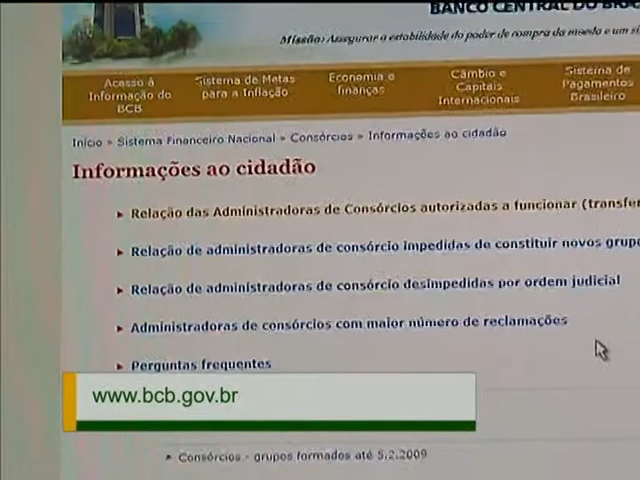 BANCO CENTRAL DO BRA
Missão: Assegurar a estabilidade do poder de compra da moeda e um si
Acesso à Informação do BCB
Sistema de Metas para a Inflação
Economia e finanças
Câmbio e Capitais Internacionais
Sistema de Pagamentos Brasileiro
Início » Sistema Financeiro Nacional » Consórcios » Informações ao cidadão
Informações ao cidadão
Relação das Administradoras de Consórcios autorizadas a funcionar (transfer
Relação de administradoras de consórcio impedidas de constituir novos grupo
Relação de administradoras de consórcio desimpedidas por ordem judicial
Administradoras de consórcios com maior número de reclamações
Perguntas frequentes
www.bcb.gov.br
Consórcios - grupos formados até 5.2.2009